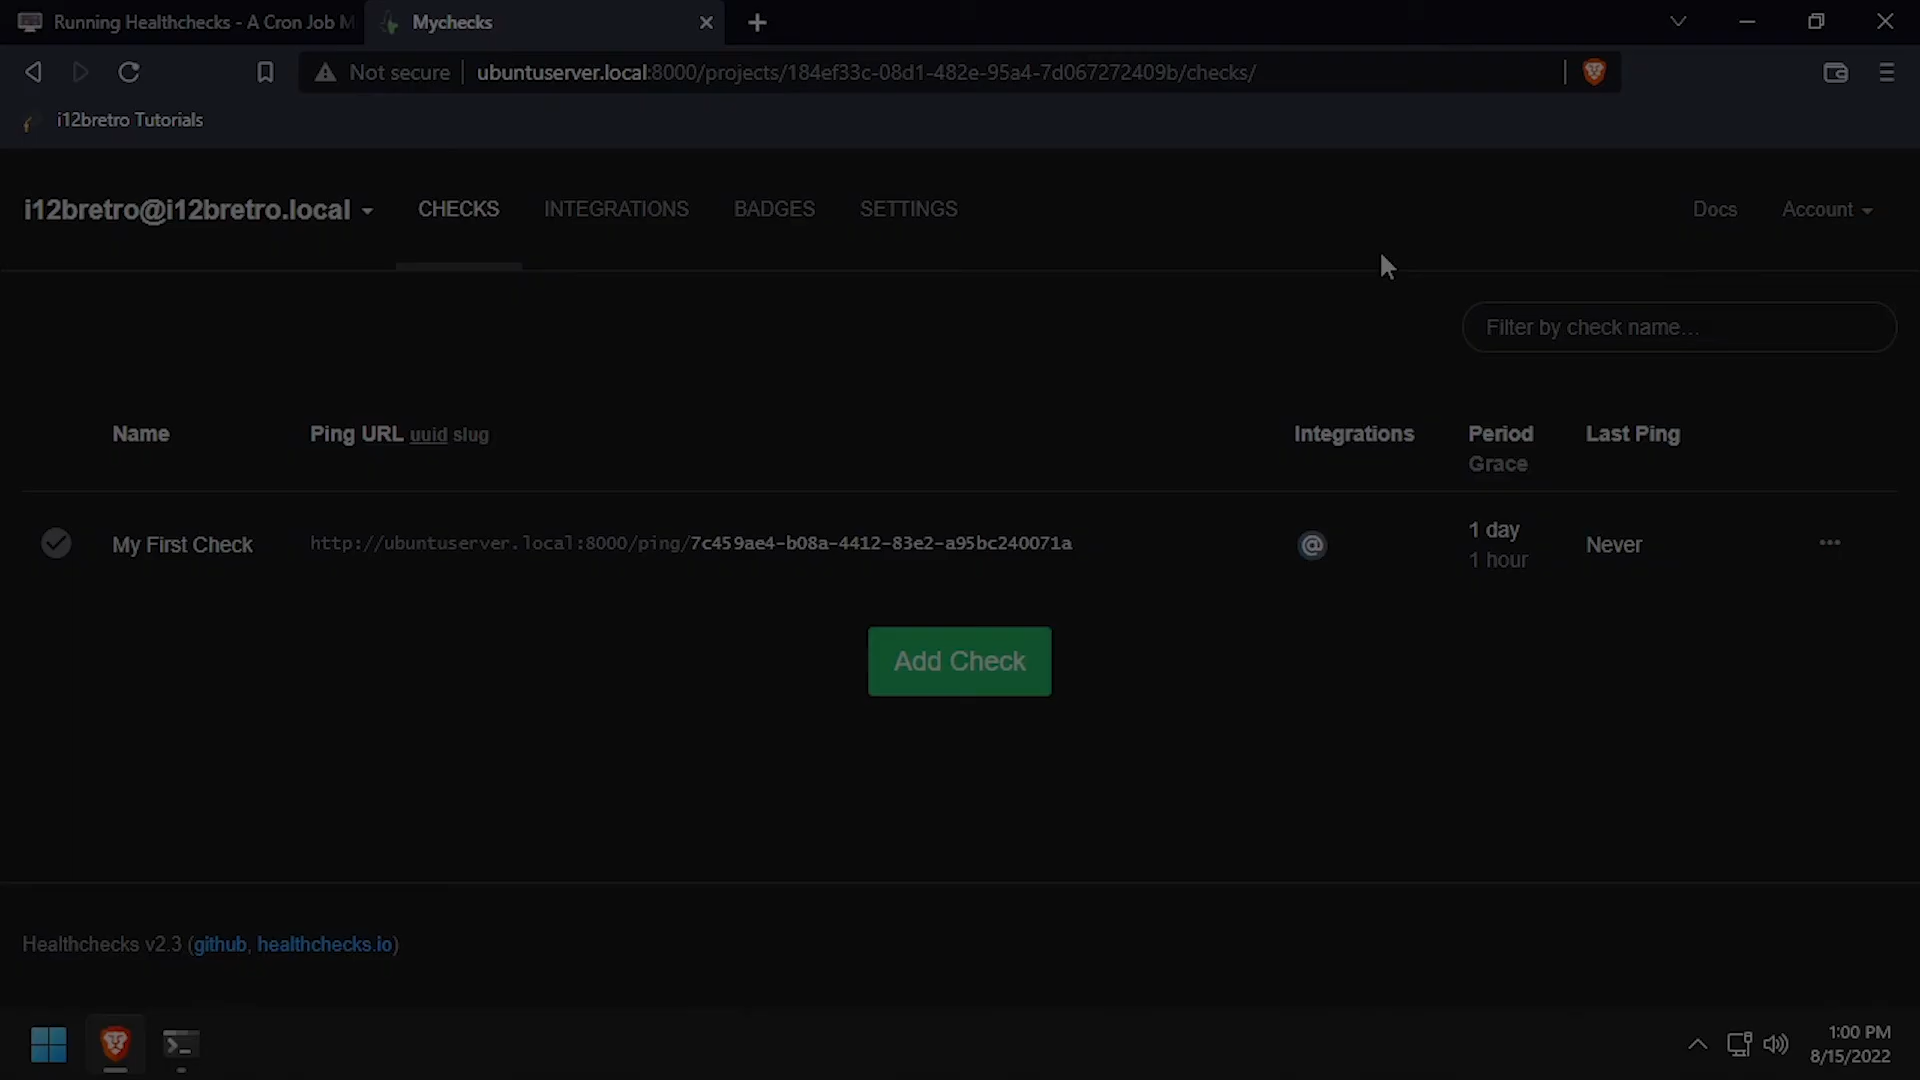 Running Healthchecks - A Cron Job M
Mychecks
Not secure
ubuntuserver.local:8000/projects/184ef33c-08d1-482e-95a4-7d067272409b/checks/
i12bretro Tutorials
i12bretro@i12bretro.local
CHECKS
INTEGRATIONS
BADGES
SETTINGS
Docs
Account
Filter by check name...
Name
Ping URL uuid slug
Integrations
Period
Grace
Last Ping
My First Check
http://ubuntuserver.local:8000/ping/7c459ae4-b08a-4412-83e2-a95bc240071a
@
1 day
1 hour
Never
Add Check
Healthchecks v2.3 (github, healthchecks.io)
1:00 PM
8/15/2022